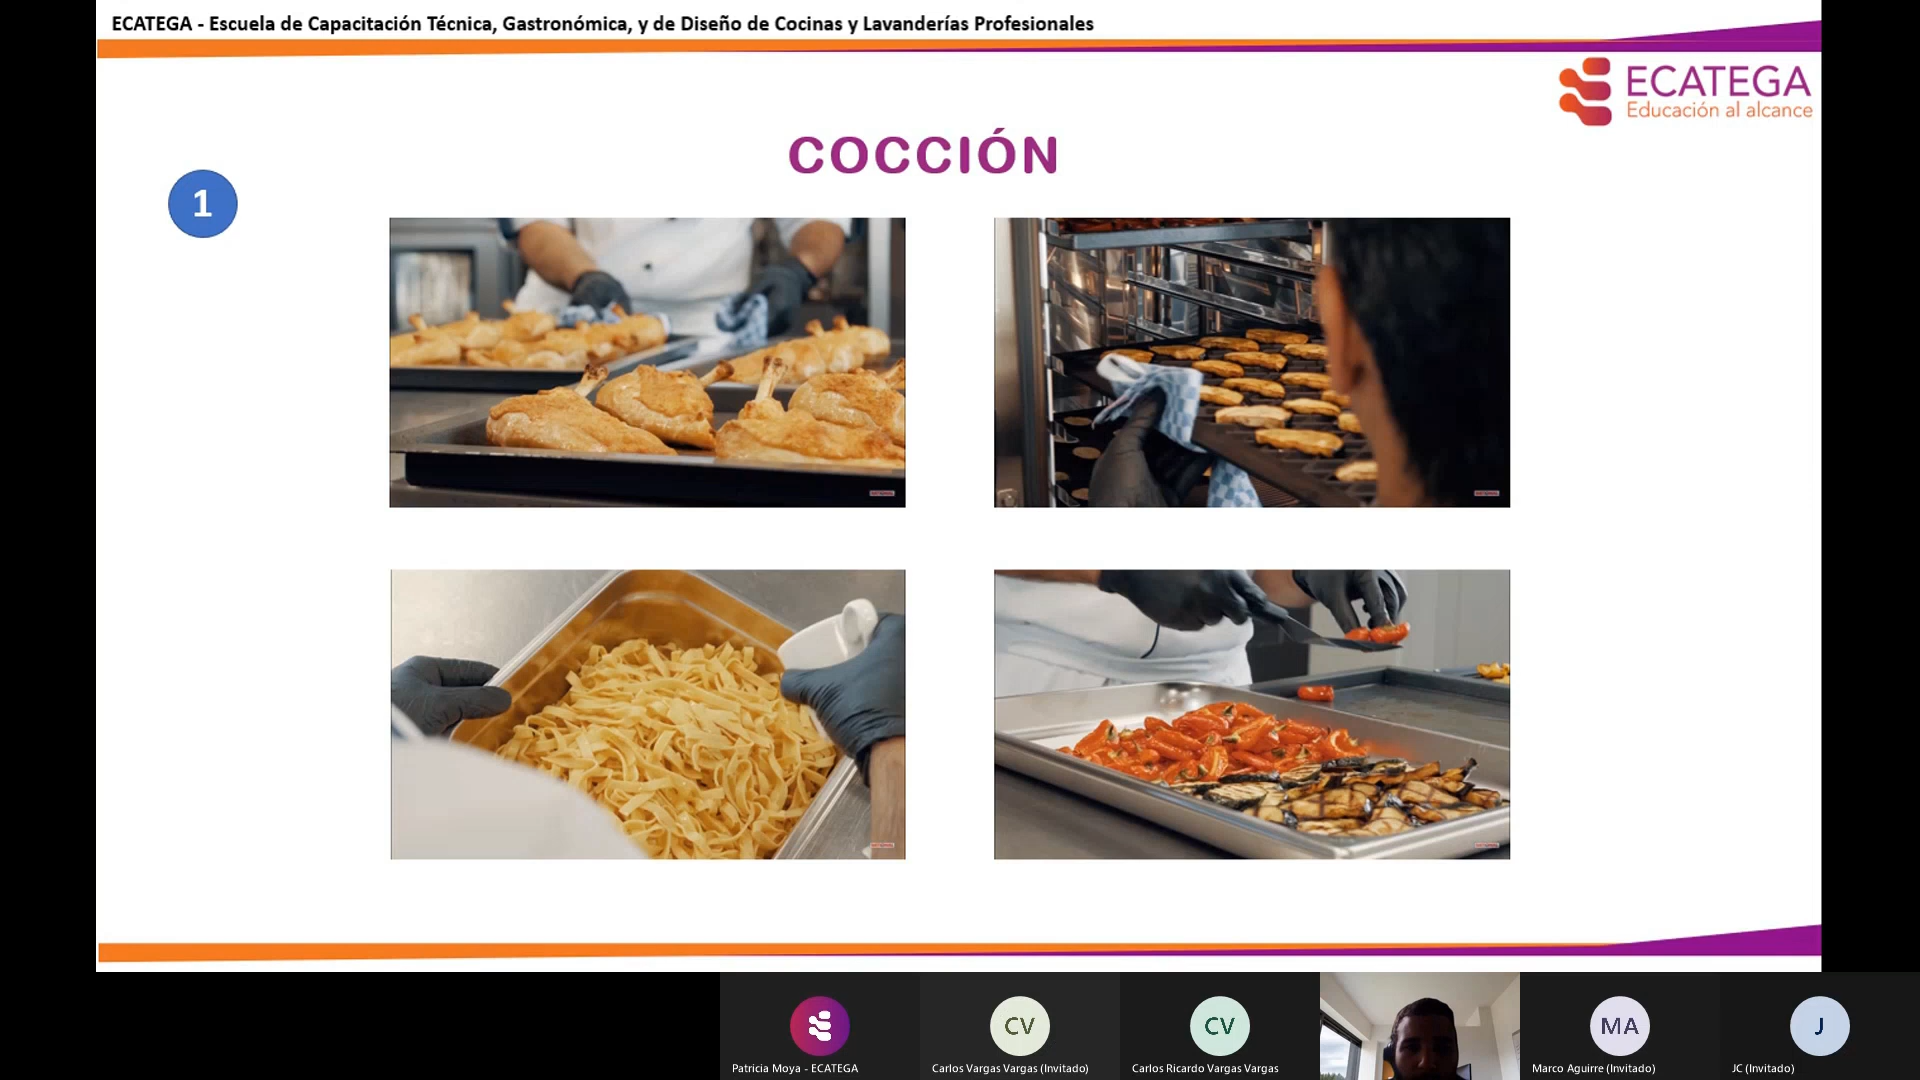 ECATEGA - Escuela de Capacitación Técnica, Gastronómica, y de Diseño de Cocinas y Lavanderías Profesionales
ECATEGA
Educación al alcance
COCCIÓN
1
CV
CV
MA
J
Patricia Moya - ECATEGA
Carlos Vargas Vargas (Invitado)
Carlos Ricardo Vargas Vargas
Marco Aguirre (Invitado)
JC (Invitado)